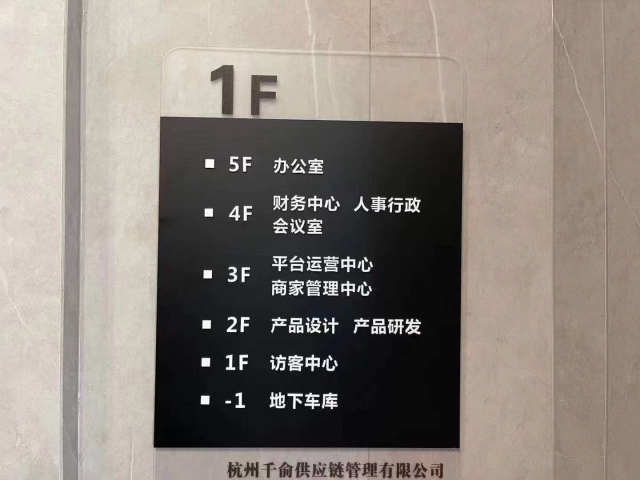 1F
5F 办公室
4F 财务中心 人事行政
会议室
3F 平台运营中心
商家管理中心
2F 产品设计 产品研发
1F 访客中心
-1 地下车库
杭州千俞供应链管理有限公司